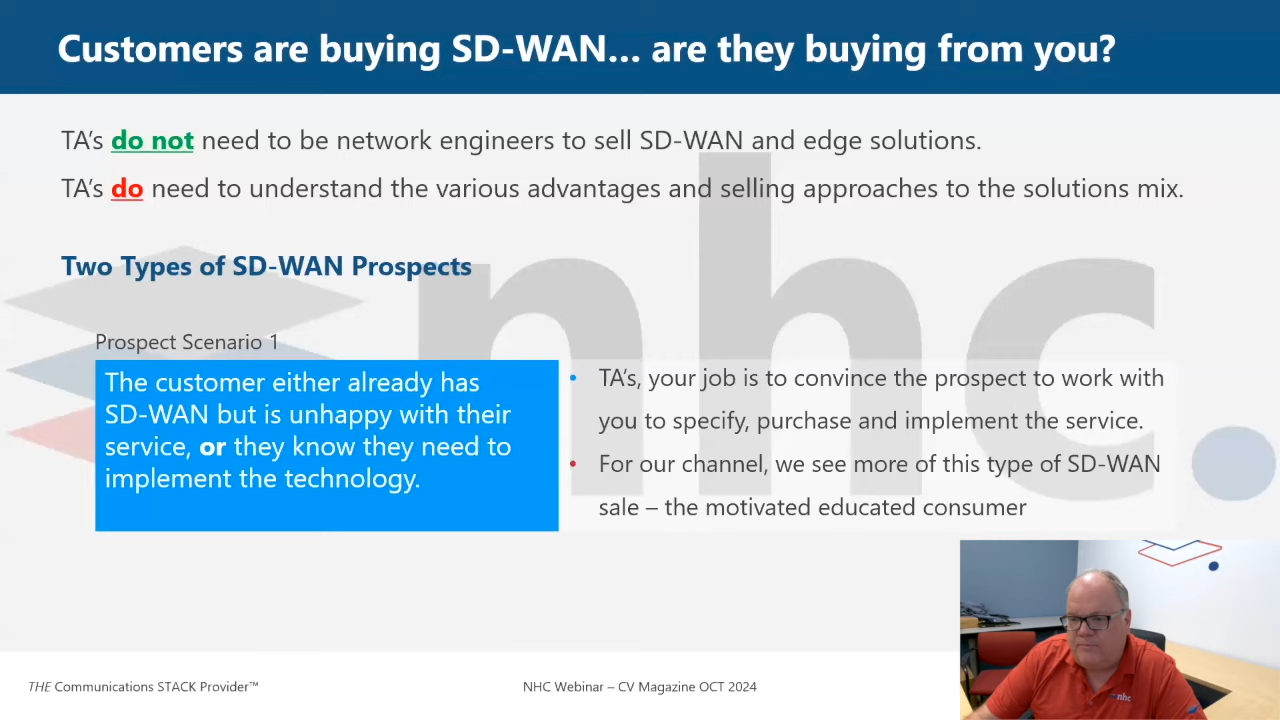 Customers are buying SD-WAN... are they buying from you?
TA's do not need to be network engineers to sell SD-WAN and edge solutions.
TA's do need to understand the various advantages and selling approaches to the solutions mix.
Two Types of SD-WAN Prospects
nhc.
Prospect Scenario 1
The customer either already has
SD-WAN but is unhappy with their
service, or they know they need to
implement the technology.
• TA's, your job is to convince the prospect to work with
you to specify, purchase and implement the service.
• For our channel, we see more of this type of SD-WAN
sale – the motivated educated consumer
nhc
THE Communications STACK Provider™
NHC Webinar – CV Magazine OCT 2024